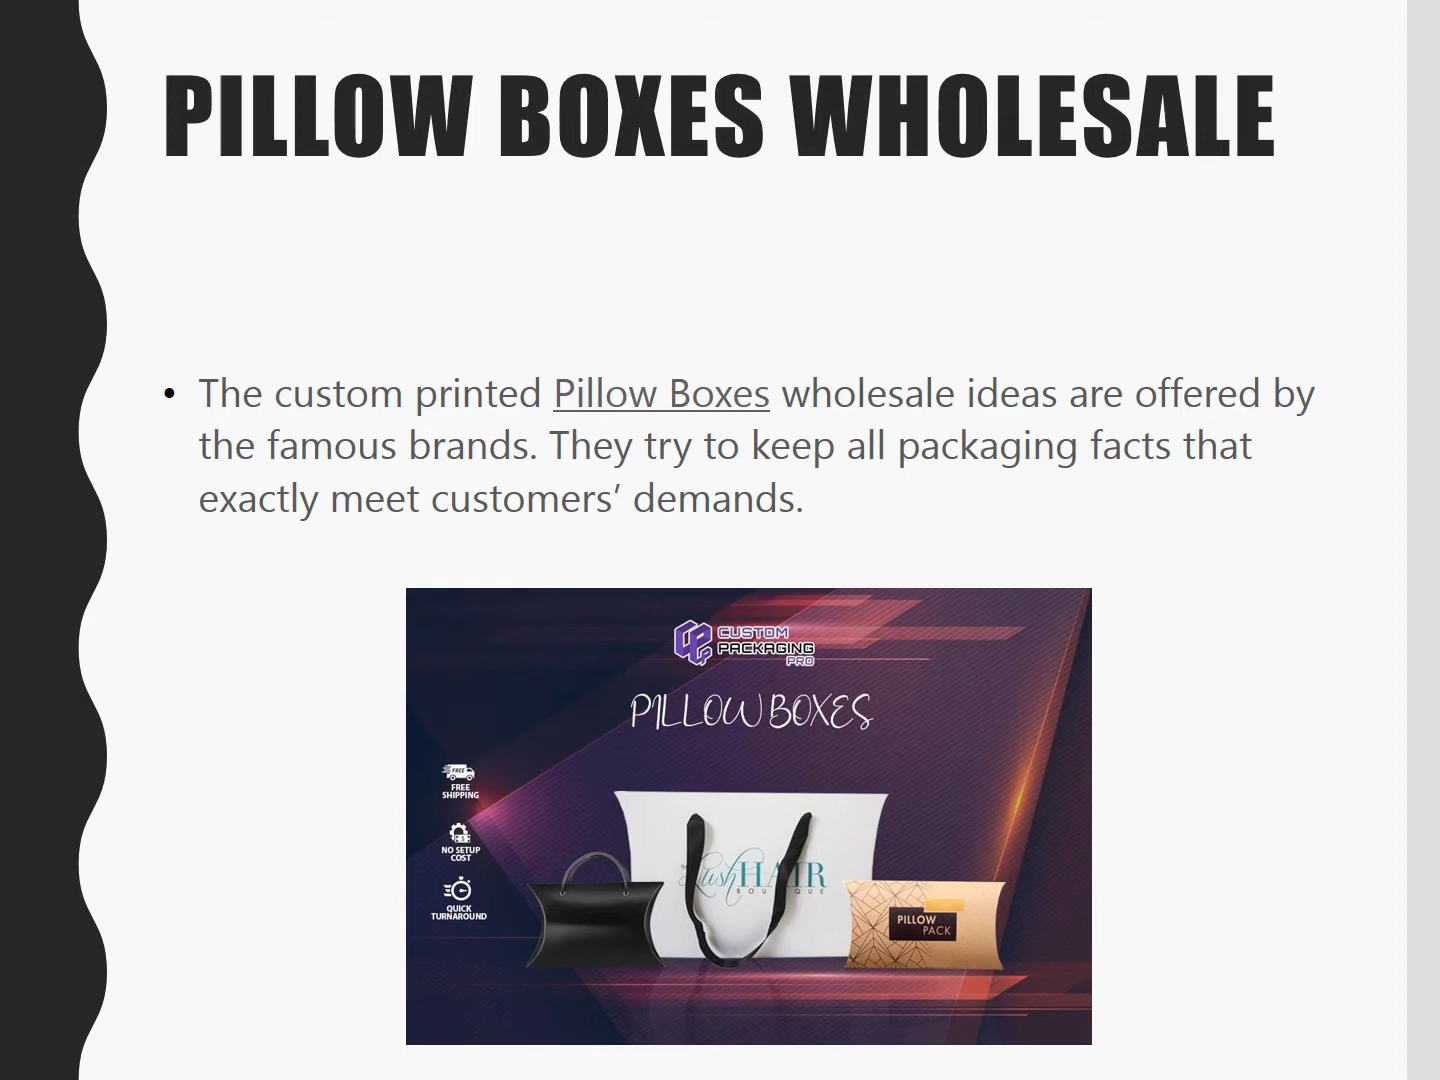 PILLOW BOXES WHOLESALE
• The custom printed Pillow Boxes wholesale ideas are offered by
the famous brands. They try to keep all packaging facts that
exactly meet customers’ demands.
CUSTOM
PACKAGING
PRO
PILLOW BOXES
FREE
FREE
SHIPPING
NO SETUP
COST
QUICK
TURNAROUND
Lush HAIR
BOUTIQUE
PILLOW
PACK